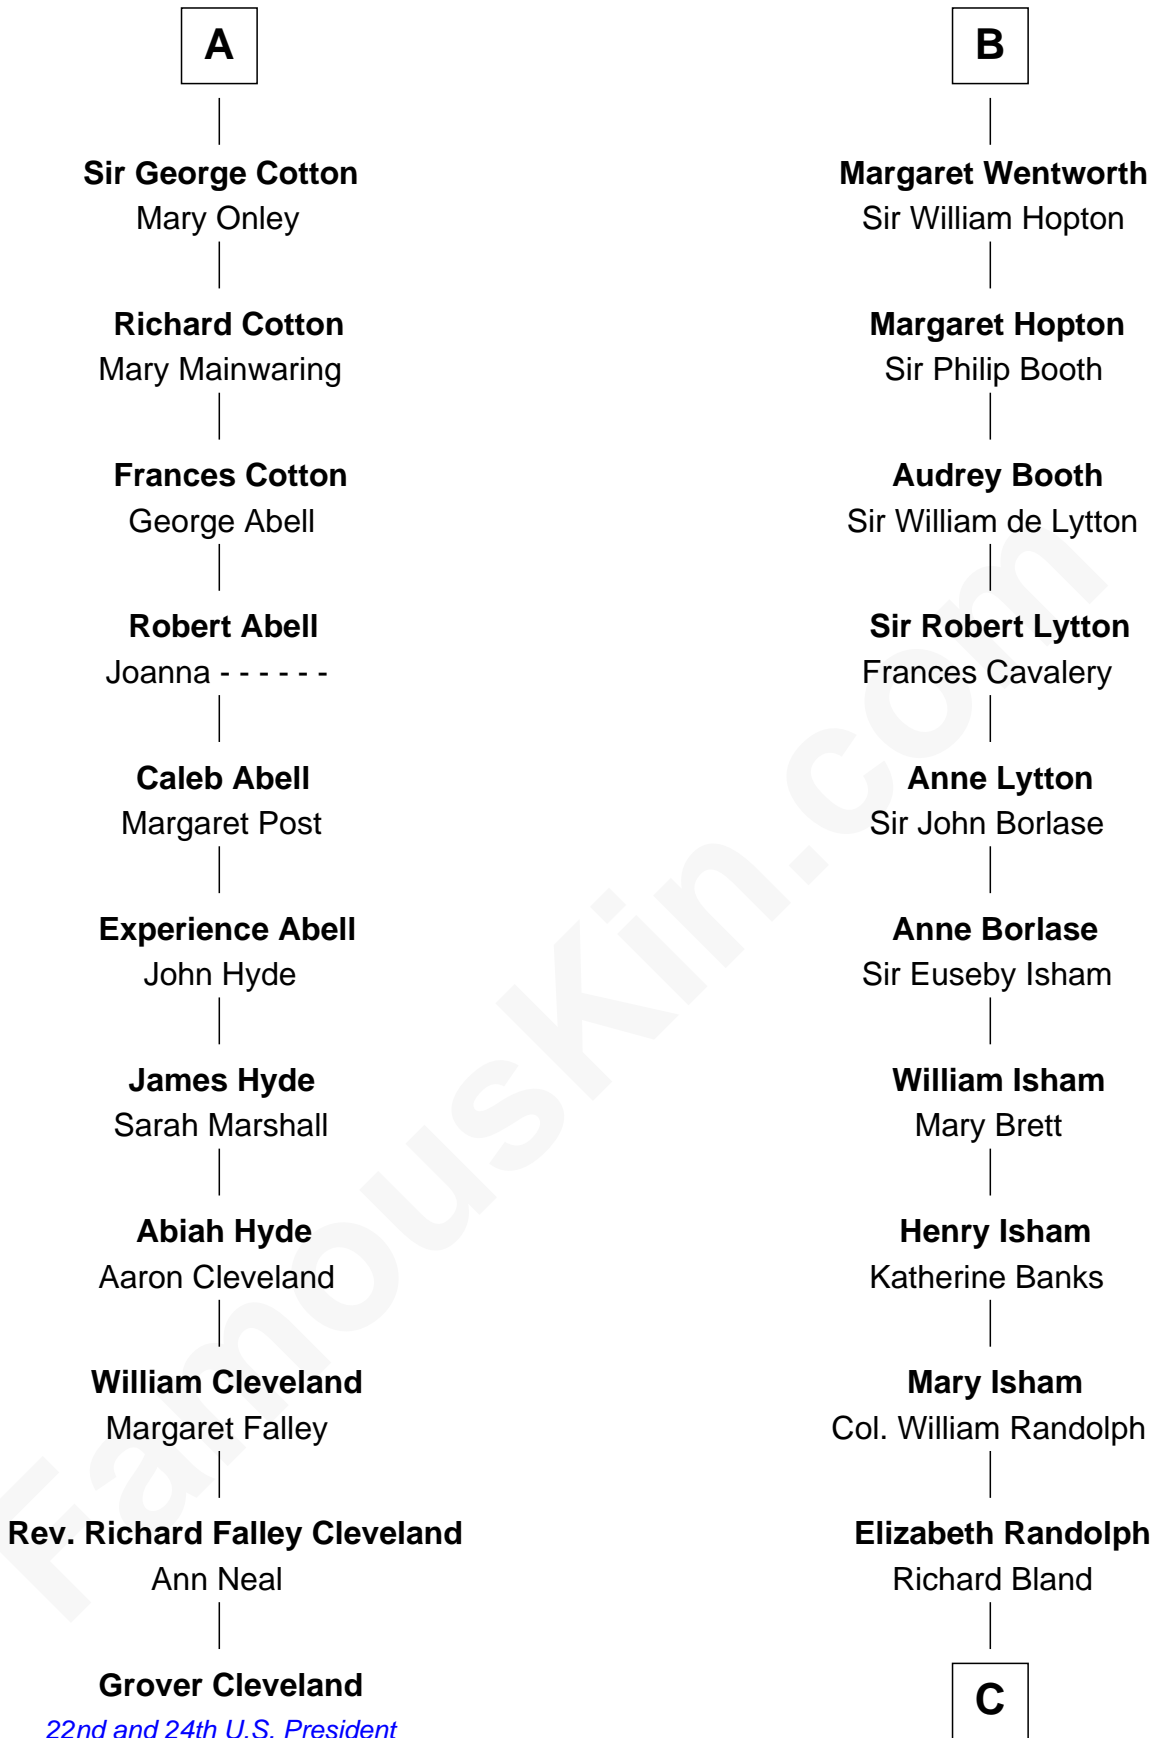 A
Sir George Cotton
Mary Onley
Richard Cotton
Mary Mainwaring
Frances Cotton
George Abell
Robert Abell
Joanna - - - - - -
Caleb Abell
Margaret Post
Experience Abell
John Hyde
James Hyde
Sarah Marshall
Abiah Hyde
Aaron Cleveland
William Cleveland
Margaret Falley
Rev. Richard Falley Cleveland
Ann Neal
Grover Cleveland
22nd and 24th U.S. President
B
Margaret Wentworth
Sir William Hopton
Margaret Hopton
Sir Philip Booth
Audrey Booth
Sir William de Lytton
Sir Robert Lytton
Frances Cavalery
Anne Lytton
Sir John Borlase
Anne Borlase
Sir Euseby Isham
William Isham
Mary Brett
Henry Isham
Katherine Banks
Mary Isham
Col. William Randolph
Elizabeth Randolph
Richard Bland
C
FamousKin.com